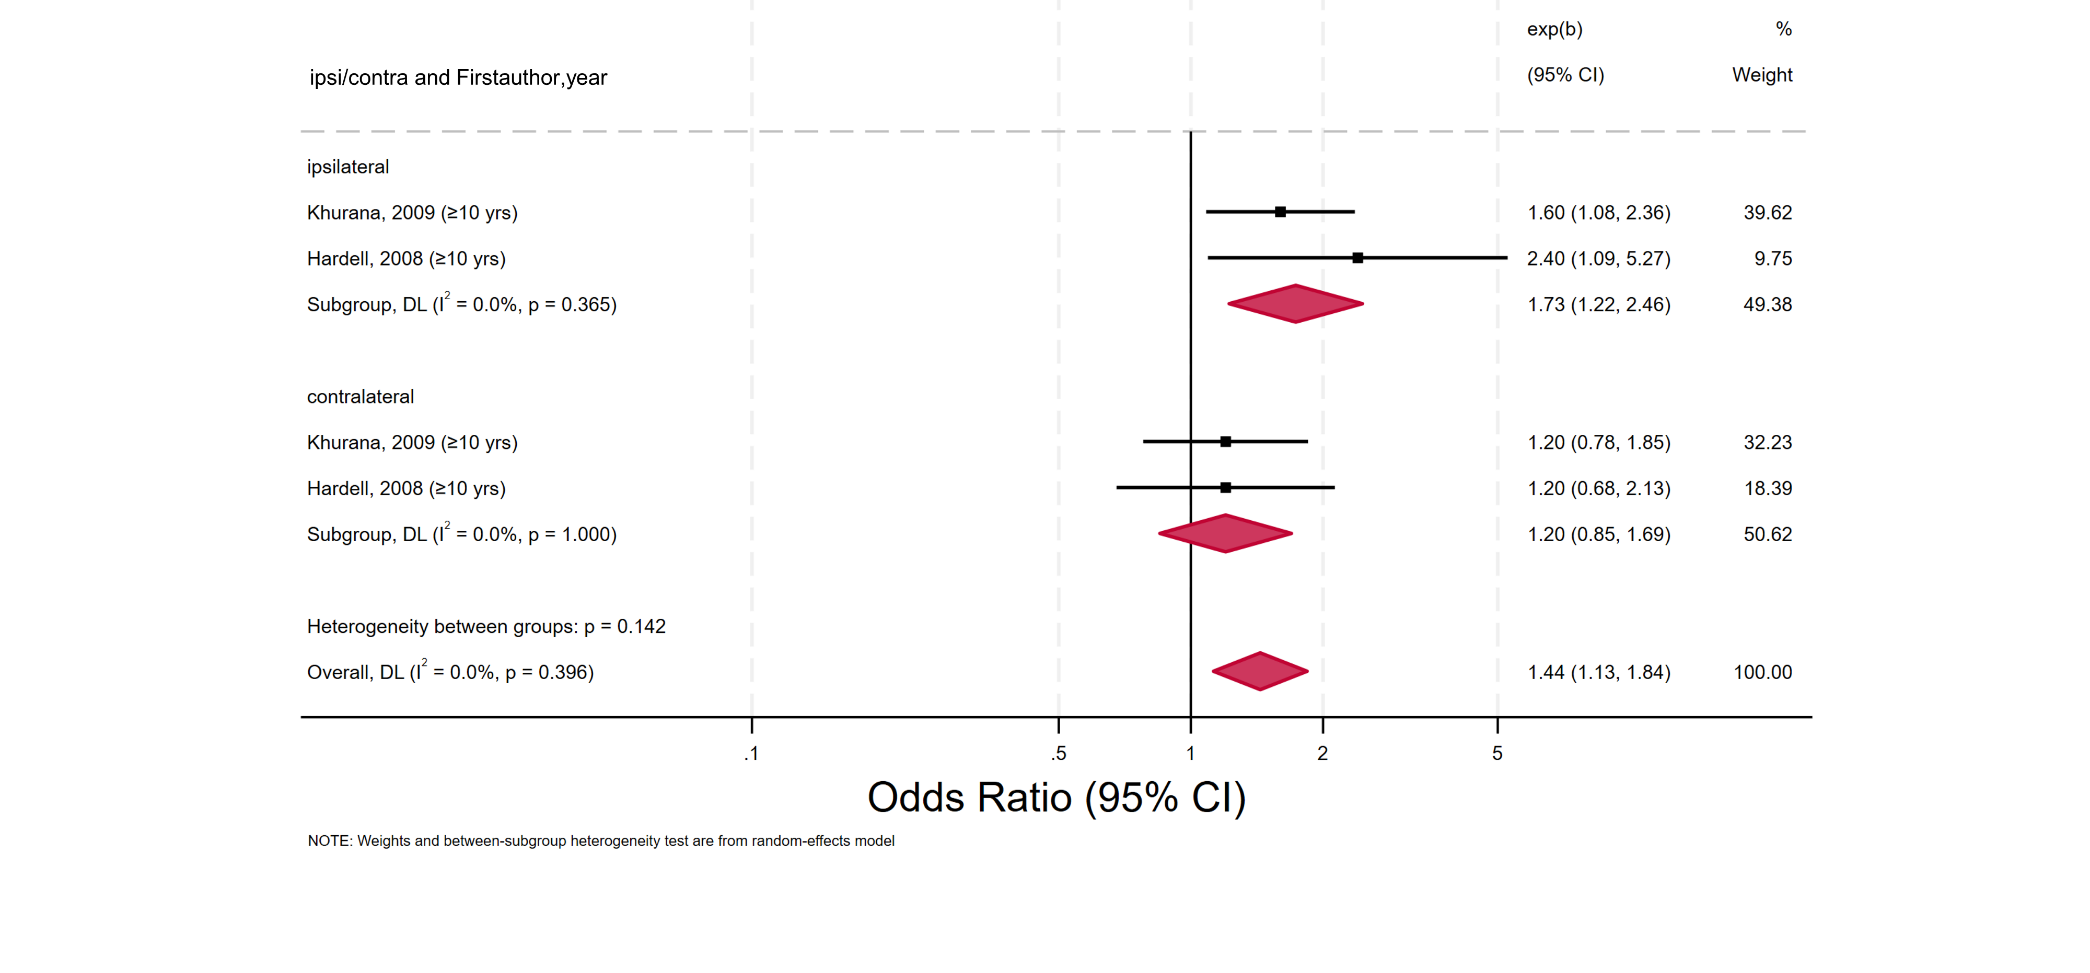 exp(b) %
ipsi/contra and Firstauthor,year (95% CI) Weight
ipsilateral
Khurana, 2009 (≥10 yrs) 1.60 (1.08, 2.36) 39.62
Hardell, 2008 (≥10 yrs) 2.40 (1.09, 5.27) 9.75
Subgroup, DL (I² = 0.0%, p = 0.365) 1.73 (1.22, 2.46) 49.38
contralateral
Khurana, 2009 (≥10 yrs) 1.20 (0.78, 1.85) 32.23
Hardell, 2008 (≥10 yrs) 1.20 (0.68, 2.13) 18.39
Subgroup, DL (I² = 0.0%, p = 1.000) 1.20 (0.85, 1.69) 50.62
Heterogeneity between groups: p = 0.142
Overall, DL (I² = 0.0%, p = 0.396) 1.44 (1.13, 1.84) 100.00
.1 .5 1 2 5
Odds Ratio (95% CI)
NOTE: Weights and between-subgroup heterogeneity test are from random-effects model